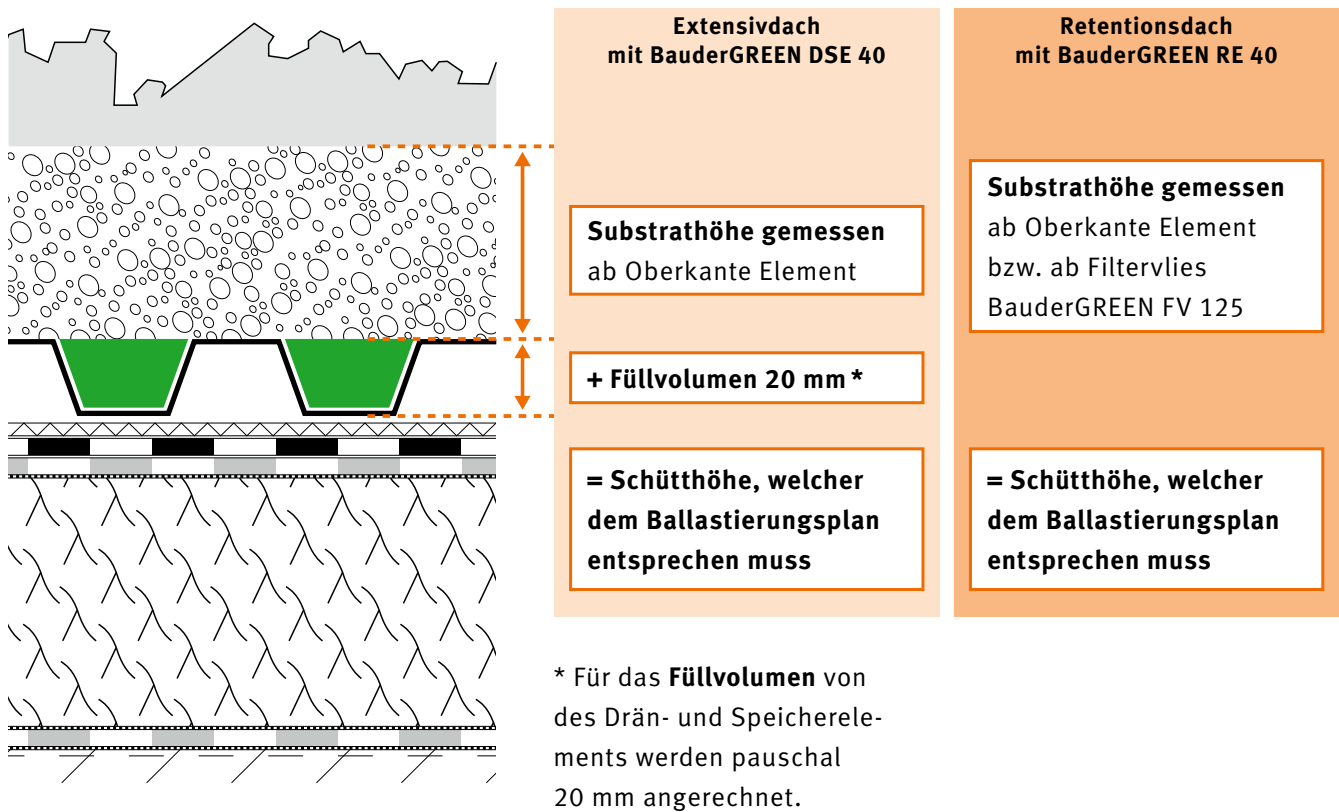 Extensivdach
mit BauderGREEN DSE 40
Substrathöhe gemessen
ab Oberkante Element
+ Füllvolumen 20 mm *
= Schütthöhe, welcher
dem Ballastierungsplan
entsprechen muss
Retentionsdach
mit BauderGREEN RE 40
Substrathöhe gemessen
ab Oberkante Element
bzw. ab Filtervlies
BauderGREEN FV 125
= Schütthöhe, welcher
dem Ballastierungsplan
entsprechen muss
* Für das Füllvolumen von
des Drän- und Speicherele-
ments werden pauschal
20 mm angerechnet.